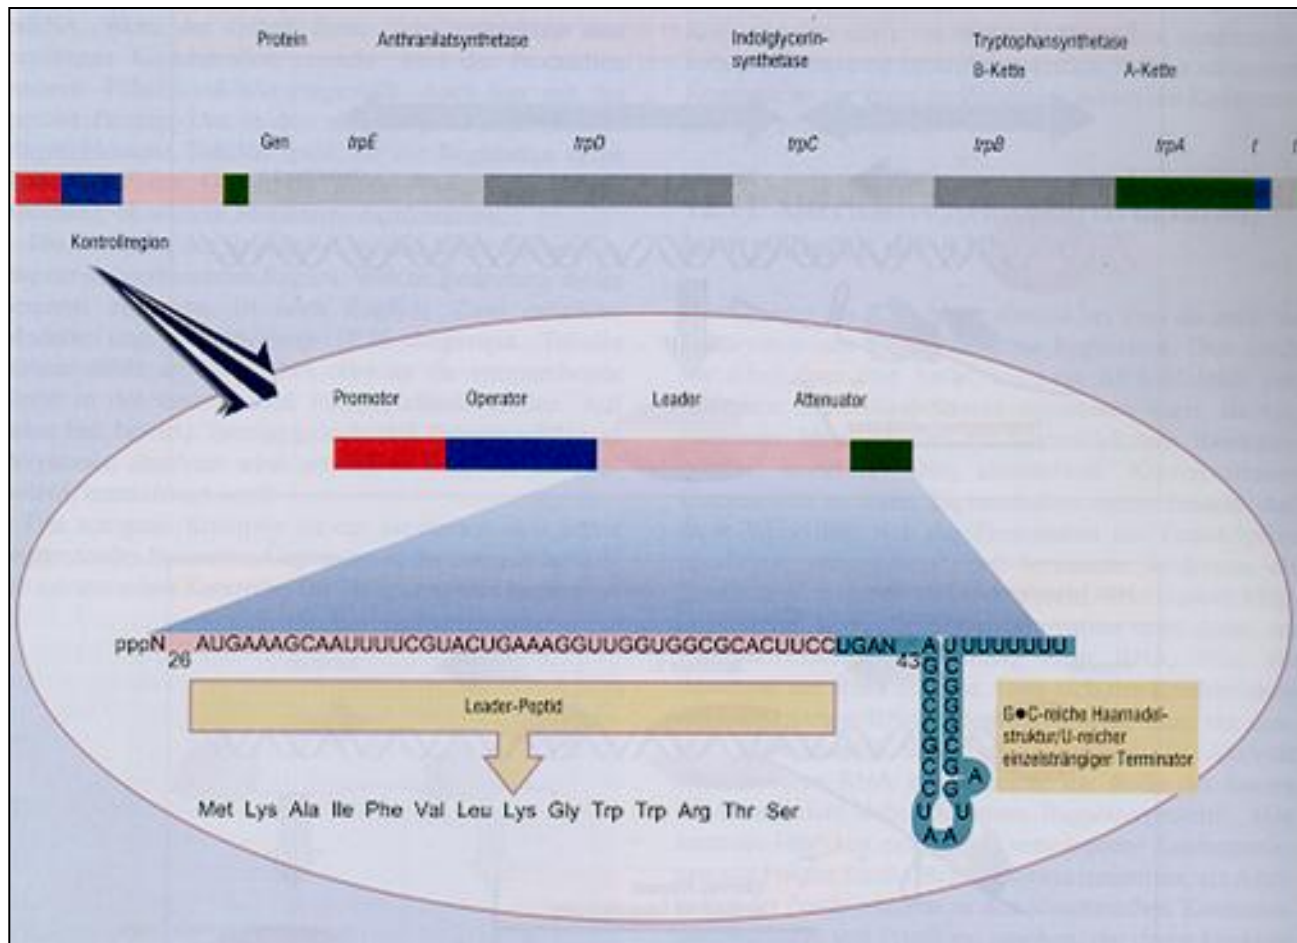 Protein Anthranilatsynthetase Indolglycerin-
synthetase
Tryptophansynthetase
B-Kette A-Kette
Gen trpE trpD trpC trpB trpA t t
Kontrollregion
Promotor Operator Leader Attenuator
pppN AUGAAAGCAAUUUUCGUACUGAAAGGUUGGUGGCGCACUUCCUGAN A U UUUUUUU
26 43
G C
C G
C G
C G
G C
C G
C A
G
U U
A A
Leader-Peptid
G●C-reiche Haarnadel-
struktur/U-reicher
einzelsträngiger Terminator
Met Lys Ala Ile Phe Val Leu Lys Gly Trp Trp Arg Thr Ser